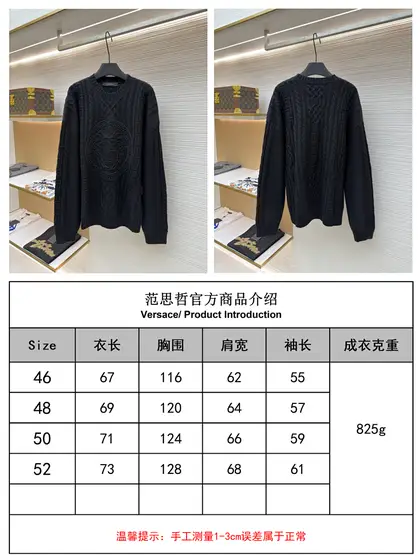 范思哲官方商品介绍
Versace/ Product Introduction
Size 衣长 胸围 肩宽 袖长 成衣克重
46 67 116 62 55
48 69 120 64 57
50 71 124 66 59
52 73 128 68 61
825g
温馨提示：手工测量1-3cm误差属于正常